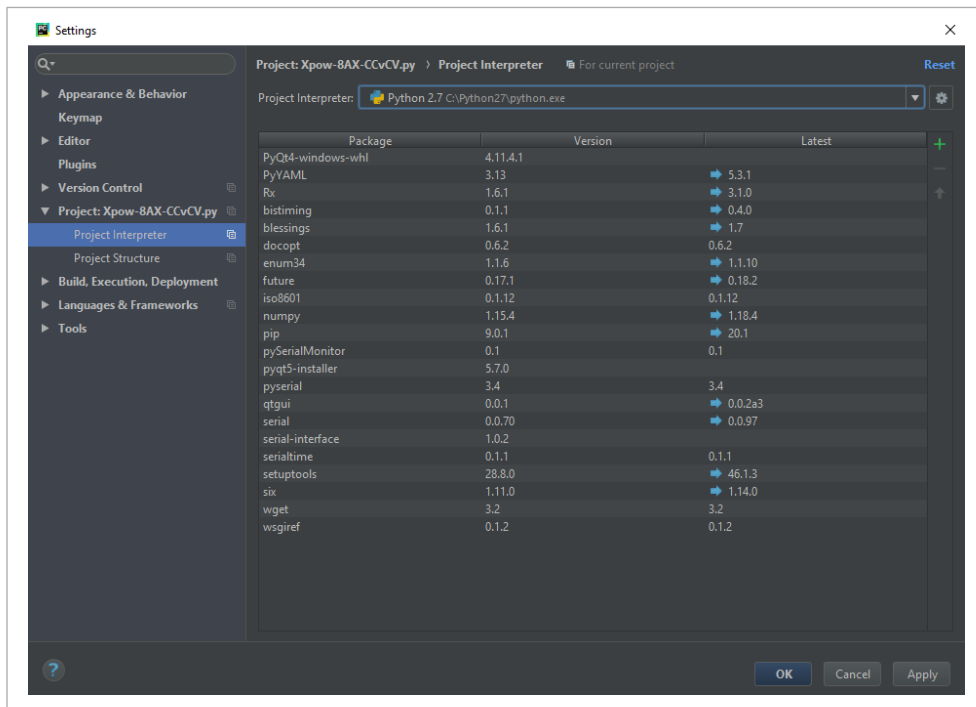 Settings
Project: Xpow-8AX-CCvCV.py › Project Interpreter For current project Reset
Appearance & Behavior
Keymap
Editor
Plugins
Version Control
Project: Xpow-8AX-CCvCV.py
Project Interpreter
Project Structure
Build, Execution, Deployment
Languages & Frameworks
Tools
Project Interpreter: Python 2.7 C:\Python27\python.exe
Package Version Latest
PyQt4-windows-whl 4.11.4.1
PyYAML 3.13 5.3.1
Rx 1.6.1 3.1.0
bistiming 0.1.1 0.4.0
blessings 1.6.1 1.7
docopt 0.6.2 0.6.2
enum34 1.1.6 1.1.10
future 0.17.1 0.18.2
iso8601 0.1.12 0.1.12
numpy 1.15.4 1.18.4
pip 9.0.1 20.1
pySerialMonitor 0.1 0.1
pyqt5-installer 5.7.0
pyserial 3.4 3.4
qtgui 0.0.1 0.0.2a3
serial 0.0.70 0.0.97
serial-interface 1.0.2
serialtime 0.1.1 0.1.1
setuptools 28.8.0 46.1.3
six 1.11.0 1.14.0
wget 3.2 3.2
wsgiref 0.1.2 0.1.2
? OK Cancel Apply